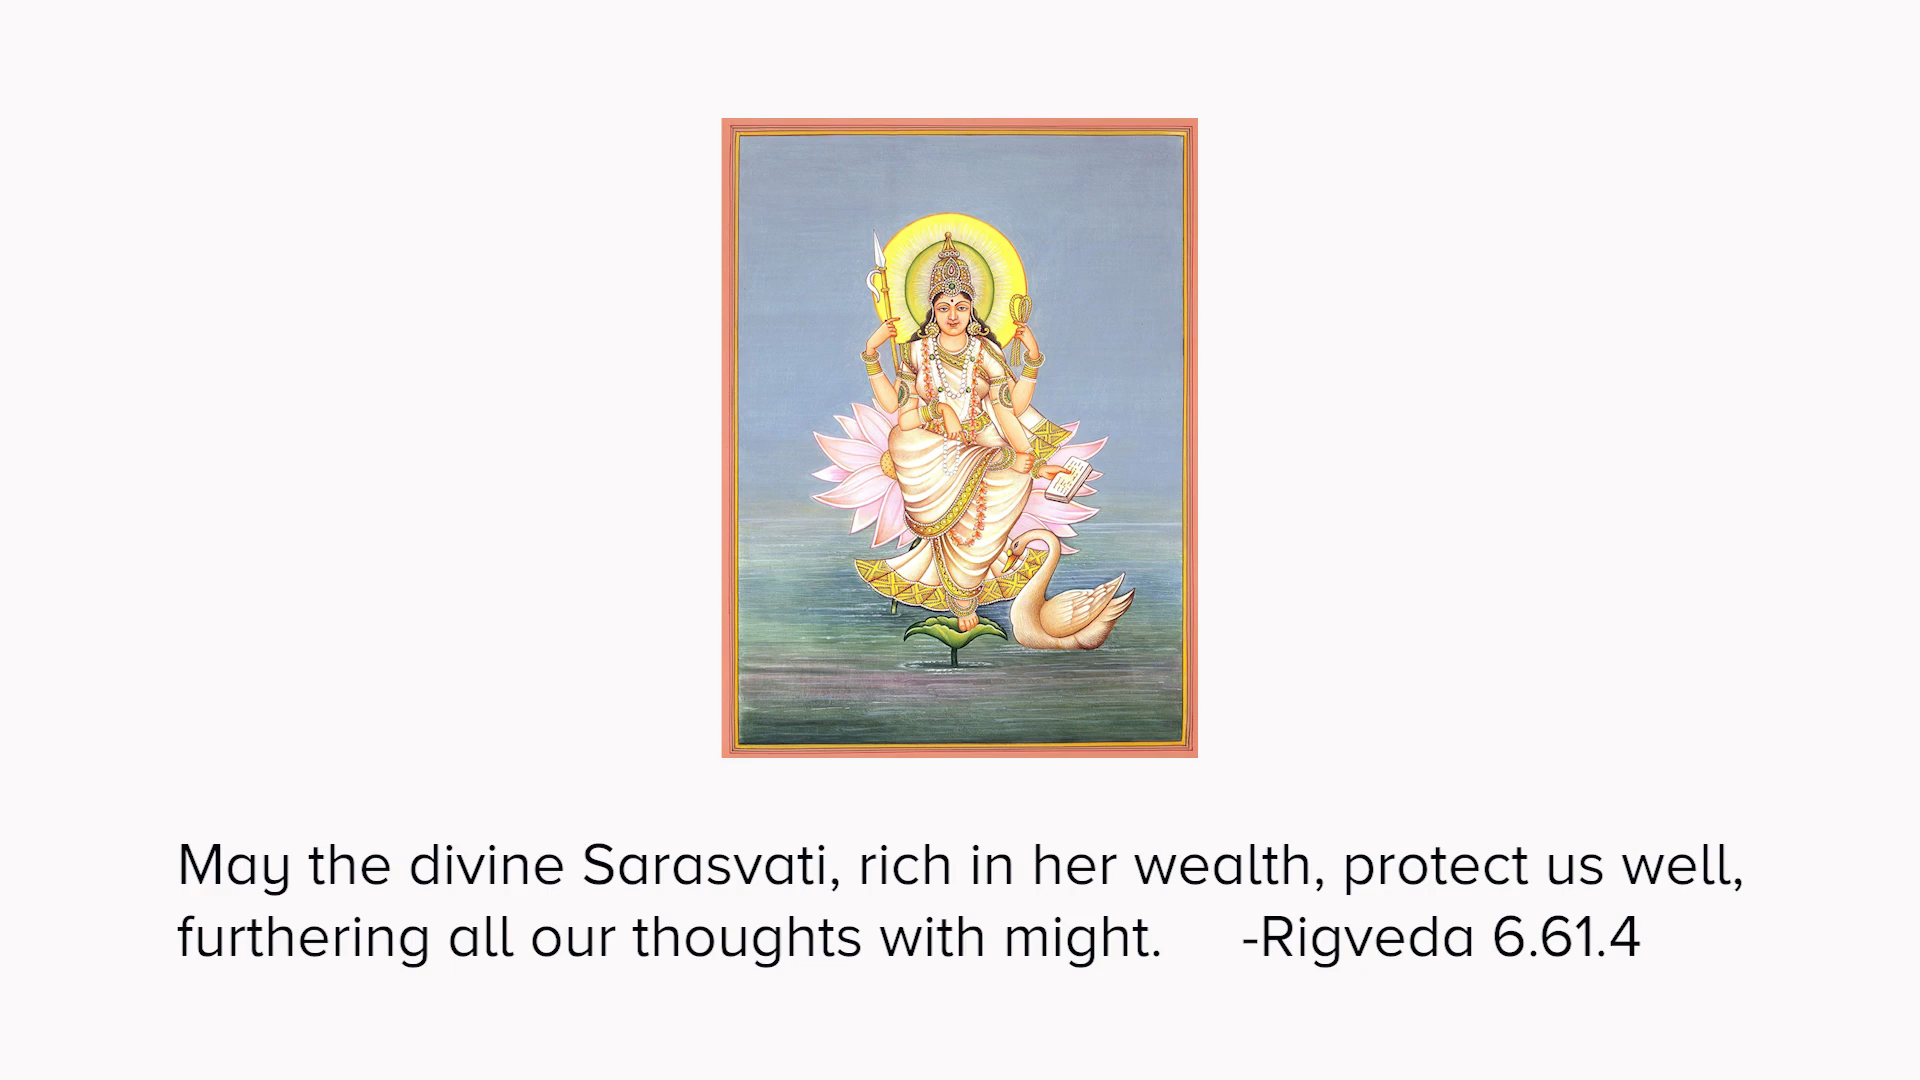 May the divine Sarasvati, rich in her wealth, protect us well,
furthering all our thoughts with might. -Rigveda 6.61.4